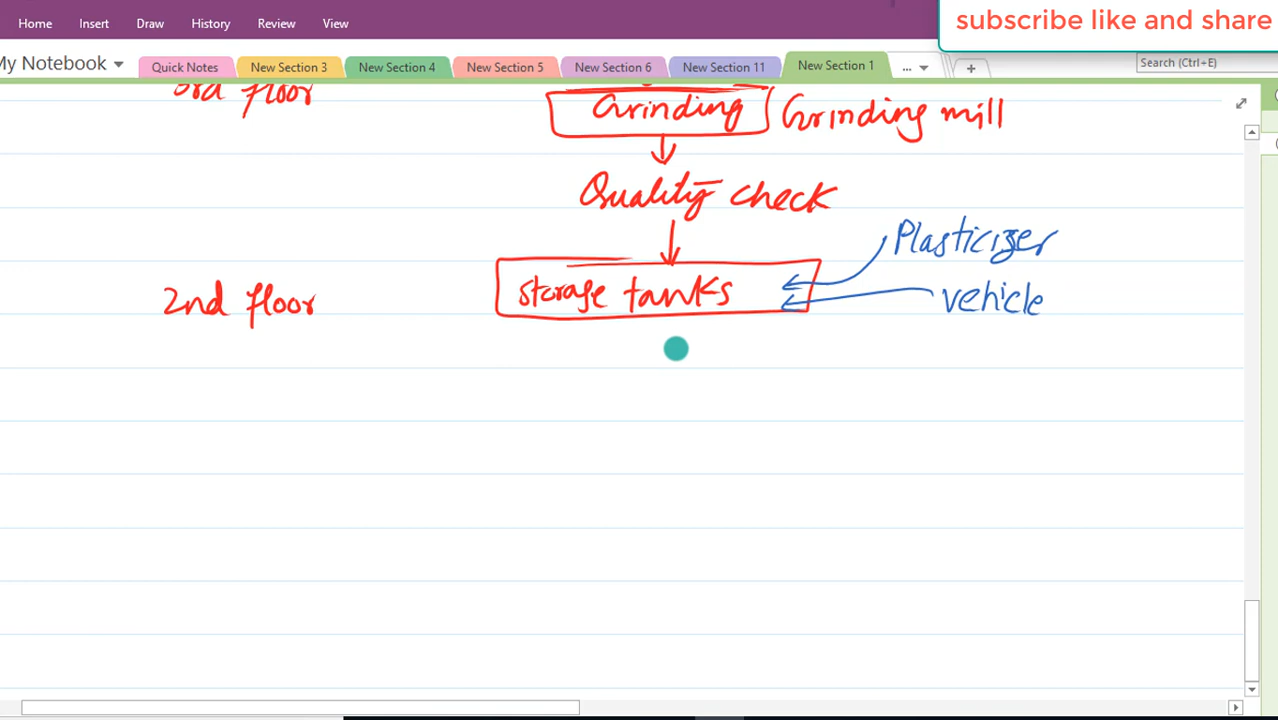 subscribe like and share
Home Insert Draw History Review View
My Notebook Quick Notes New Section 3 New Section 4 New Section 5 New Section 6 New Section 11 New Section 1 ... + Search (Ctrl+E)
3rd floor Grinding Grinding mill
Quality check
Plasticizer
2nd floor storage tanks vehicle